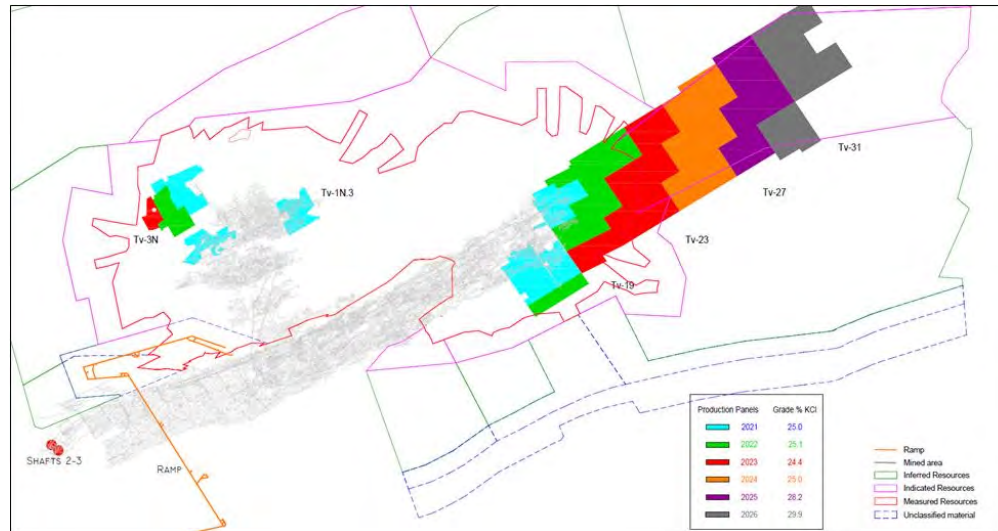 Tv-31
Tv-1N.3
Tv-27
Tv-3N
Tv-23
Tv-19
SHAFTS 2-3
RAMP
Production Panels Grade % KCl
2021 25.0
2022 25.1
2023 24.4
2024 25.0
2025 28.2
2026 29.9
Ramp
Mined area
Inferred Resources
Indicated Resources
Measured Resources
Unclassified material